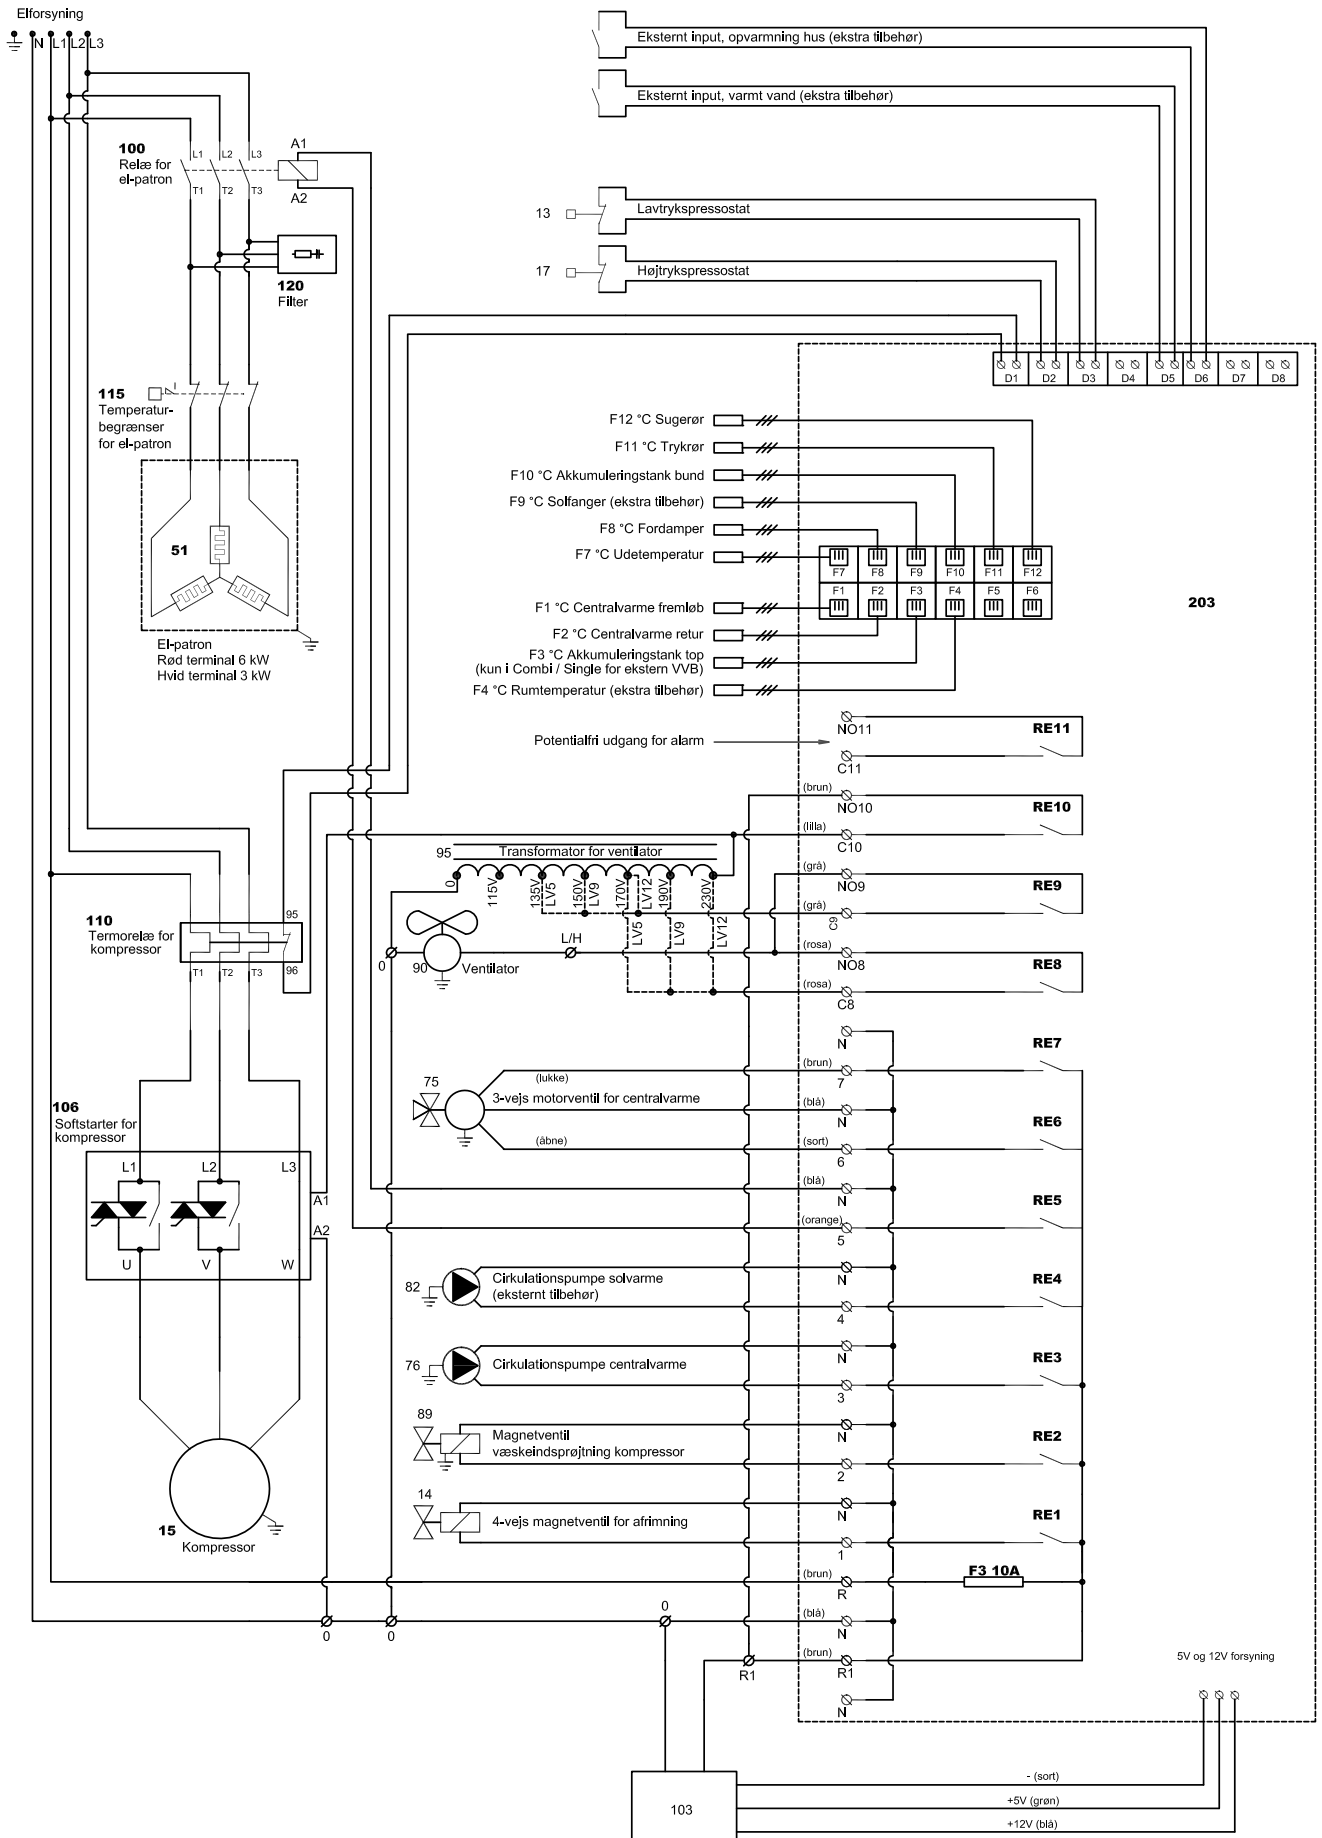 Elforsyning
N L1 L2 L3
Eksternt input, opvarmning hus (ekstra tilbehør)
Eksternt input, varmt vand (ekstra tilbehør)
100
Relæ for
el-patron
L1 L2 L3
T1 T2 T3
A1
A2
13
Lavtrykspressostat
17
Højtrykspressostat
120
Filter
D1 D2 D3 D4 D5 D6 D7 D8
115
Temperatur-
begrænser
for el-patron
F12 °C Sugerør
F11 °C Trykrør
F10 °C Akkumuleringstank bund
F9 °C Solfanger (ekstra tilbehør)
F8 °C Fordamper
F7 °C Udetemperatur
F7 F8 F9 F10 F11 F12
F1 F2 F3 F4 F5 F6
203
F1 °C Centralvarme fremløb
F2 °C Centralvarme retur
F3 °C Akkumuleringstank top
(kun i Combi / Single for ekstern VVB)
F4 °C Rumtemperatur (ekstra tilbehør)
51
El-patron
Rød terminal 6 kW
Hvid terminal 3 kW
Potentialfri udgang for alarm
NO11
RE11
C11
(brun)
NO10
RE10
(lilla)
C10
95
Transformator for ventilator
0 115V 135V 150V 170V 190V 230V
LV5 LV9 LV12
LV5 LV9 LV12
(grå)
NO9
RE9
(grå)
C9
110
Termorelæ for
kompressor
95
96
T1 T2 T3
0
90
Ventilator
L/H
(rosa)
NO8
RE8
(rosa)
C8
N
RE7
75
(lukke)
(brun)
7
3-vejs motorventil for centralvarme
(blå)
N
RE6
(åbne)
(sort)
6
106
Softstarter for
kompressor
L1 L2 L3
A1
A2
U V W
(blå)
N
RE5
(orange)
5
82
Cirkulationspumpe solvarme
(eksternt tilbehør)
N
RE4
4
76
Cirkulationspumpe centralvarme
N
RE3
3
89
Magnetventil
væskeindsprøjtning kompressor
N
RE2
2
14
4-vejs magnetventil for afrimning
N
RE1
1
15
Kompressor
(brun)
R
F3 10A
0
0
0
(blå)
N
R1
(brun)
R1
N
5V og 12V forsyning
103
- (sort)
+5V (grøn)
+12V (blå)